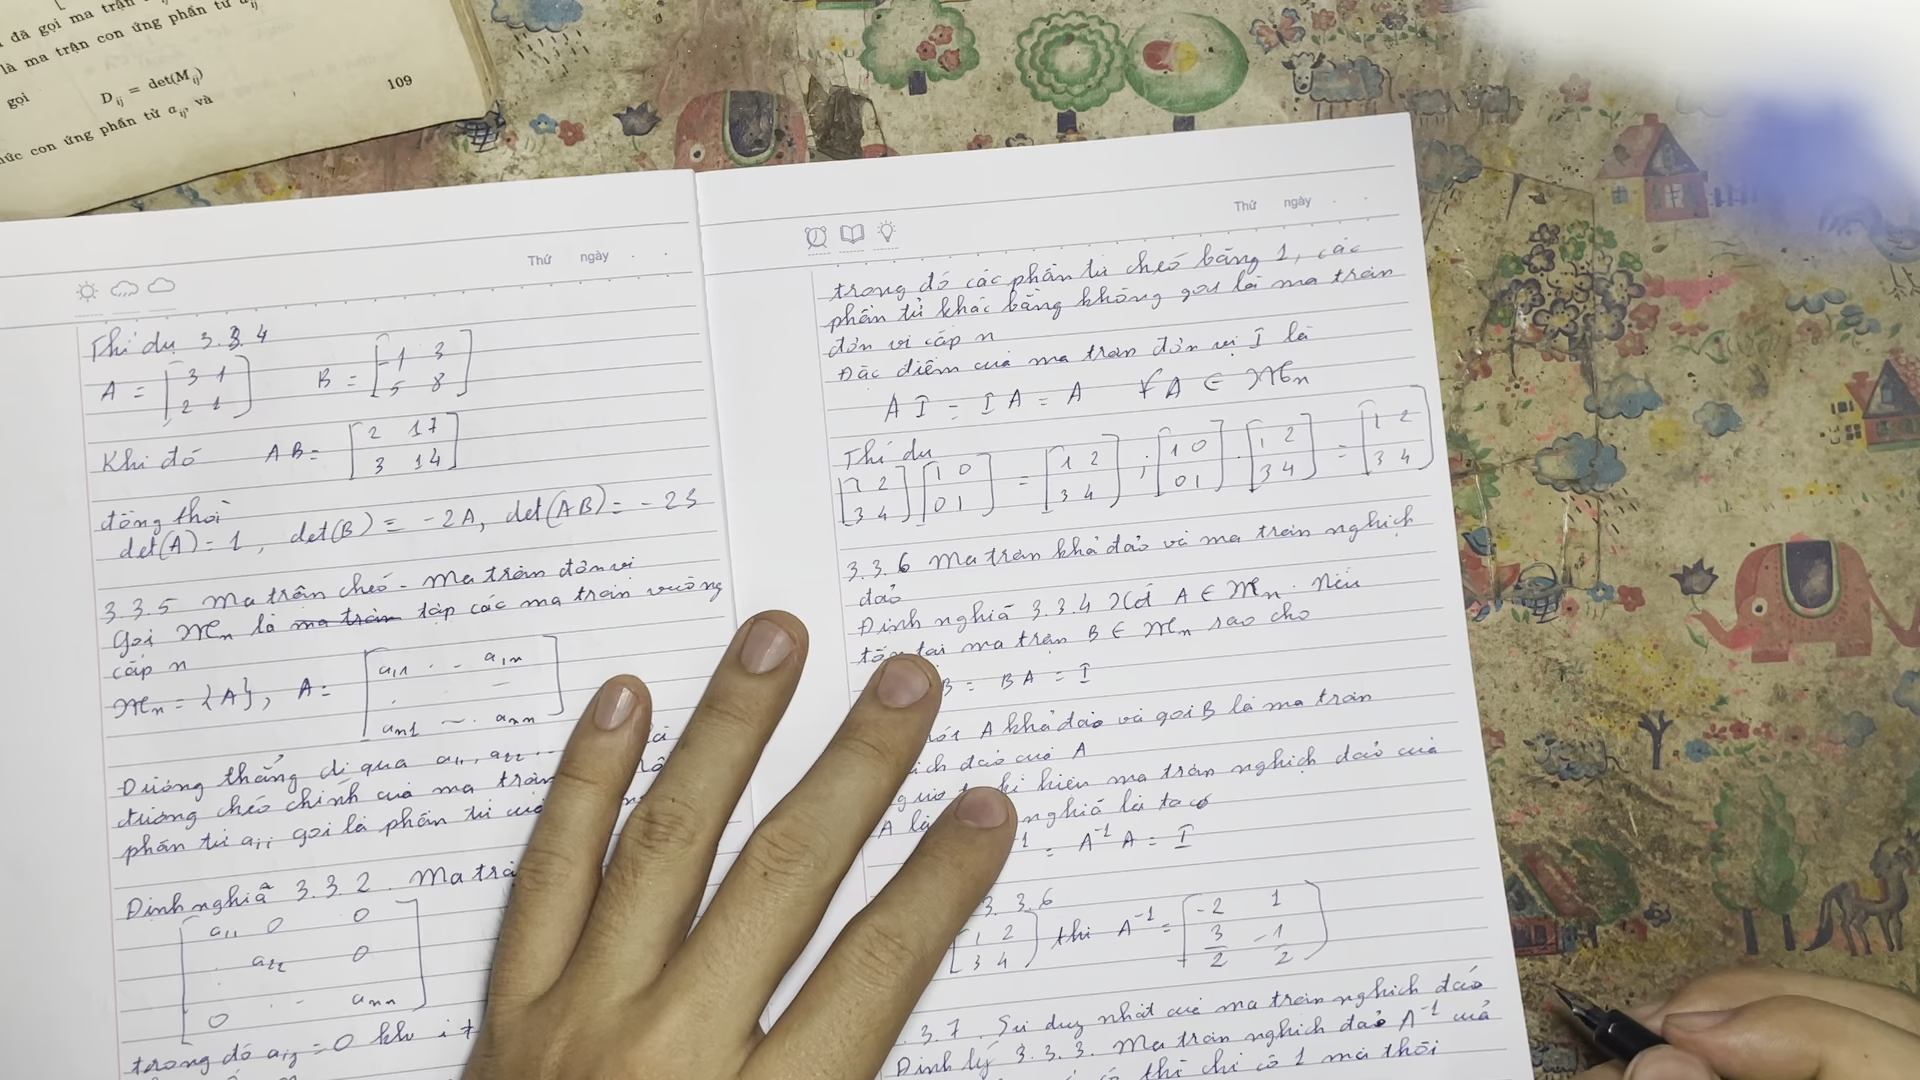 đã gọi ma trận
là ma trận con ứng phần tử a_ij
gọi D_ij = det(M_ij)
thức con ứng phần tử a_ij, và
109
Thứ ngày
Thí dụ 3.3.4
A = [3 1; 2 1] B = [-1 3; 5 8]
Khi đó AB = [2 17; 3 14]
đồng thời
det(A) = 1, det(B) = -2A, det(AB) = -23
3.3.5 Ma trận chéo - Ma trận đơn vị
Gọi M_n là ma trận tập các ma trận vuông
cấp n
M_n = {A}, A = [a_11 . . a_1n; . ; a_n1 . . a_nn]
Đường thẳng đi qua a_11, a_22 ...
đường chéo chính của ma trận
phần tử a_ii gọi là phần tử
Định nghĩa 3.3.2. Ma trậ
[a_11 0 0; . a_22 0; 0 . . a_nn]
trong đó a_ij = 0 khi i
Thứ ngày
trong đó các phần tử chéo bằng 1, các
phần tử khác bằng không gọi là ma trận
đơn vị cấp n
Đặc điểm của ma trận đơn vị I là
A I = I A = A ∀ A ∈ M_n
Thí dụ
[1 2; 3 4] [1 0; 0 1] = [1 2; 3 4] ; [1 0; 0 1] . [1 2; 3 4] = [1 2; 3 4]
3.3.6 Ma trận khả đảo và ma trận nghịch
đảo
Định nghĩa 3.3.4 Xét A ∈ M_n. Nếu
tồn tại ma trận B ∈ M_n sao cho
B = BA = I
A khả đảo và gọi B là ma trận
đảo của A
kí hiệu ma trận nghịch đảo của
A là nghĩa là ta có
= A^-1 A = I
3.3.6
[1 2; 3 4] thì A^-1 = [-2 1; 3/2 -1/2]
.3.7. Sự duy nhất của ma trận nghịch đảo
Định lý 3.3.3. Ma trận nghịch đảo A^-1 của
có thì chỉ có 1 mà thôi